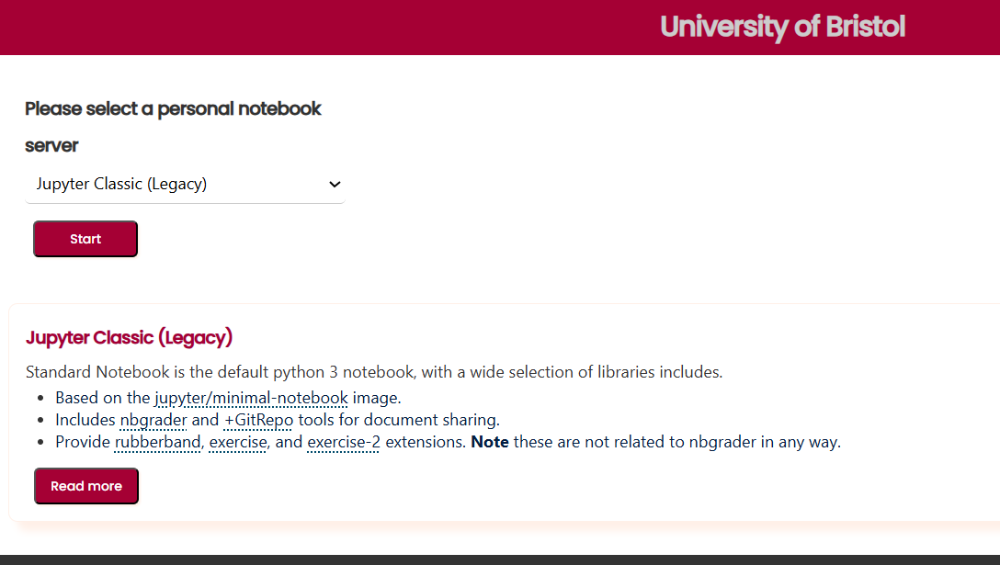 University of Bristol
Please select a personal notebook
server
Jupyter Classic (Legacy)
Start
Jupyter Classic (Legacy)
Standard Notebook is the default python 3 notebook, with a wide selection of libraries includes.
Based on the jupyter/minimal-notebook image.
Includes nbgrader and +GitRepo tools for document sharing.
Provide rubberband, exercise, and exercise-2 extensions. Note these are not related to nbgrader in any way.
Read more